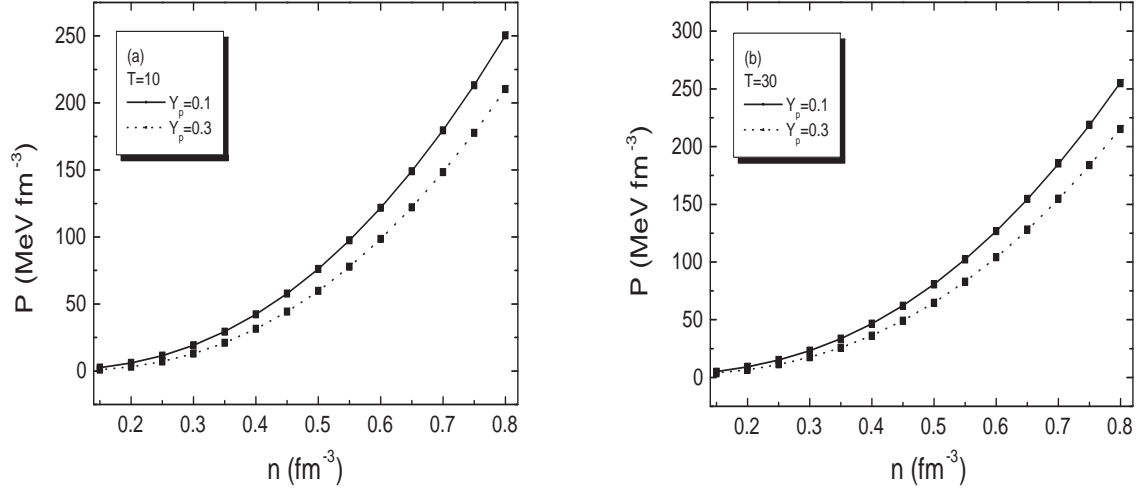 (a)
T=10
Y_p=0.1
Y_p=0.3
250
200
150
100
50
0
P (MeV fm^-3)
0.2 0.3 0.4 0.5 0.6 0.7 0.8
n (fm^-3)
(b)
T=30
Y_p=0.1
Y_p=0.3
300
250
200
150
100
50
0
P (MeV fm^-3)
0.2 0.3 0.4 0.5 0.6 0.7 0.8
n (fm^-3)